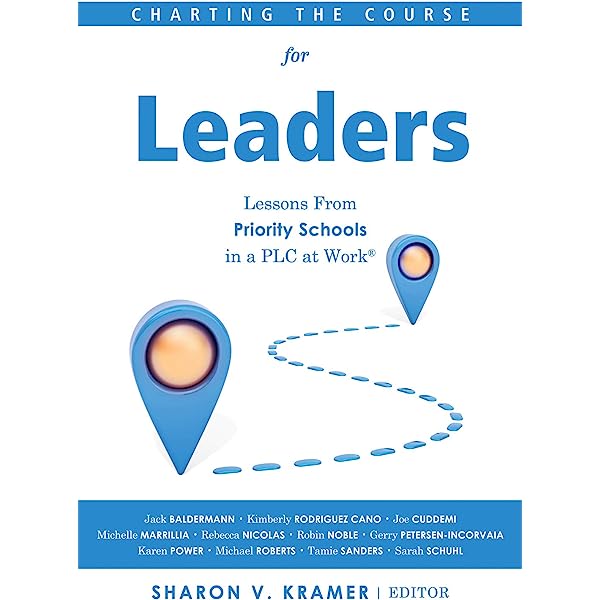 CHARTING THE COURSE
for
Leaders
Lessons From
Priority Schools
in a PLC at Work®
Jack BALDERMANN · Kimberly RODRIGUEZ CANO · Joe CUDDEMI
Michelle MARRILLIA · Rebecca NICOLAS · Robin NOBLE · Gerry PETERSEN-INCORVAIA
Karen POWER · Michael ROBERTS · Tamie SANDERS · Sarah SCHUHL
SHARON V. KRAMER | EDITOR